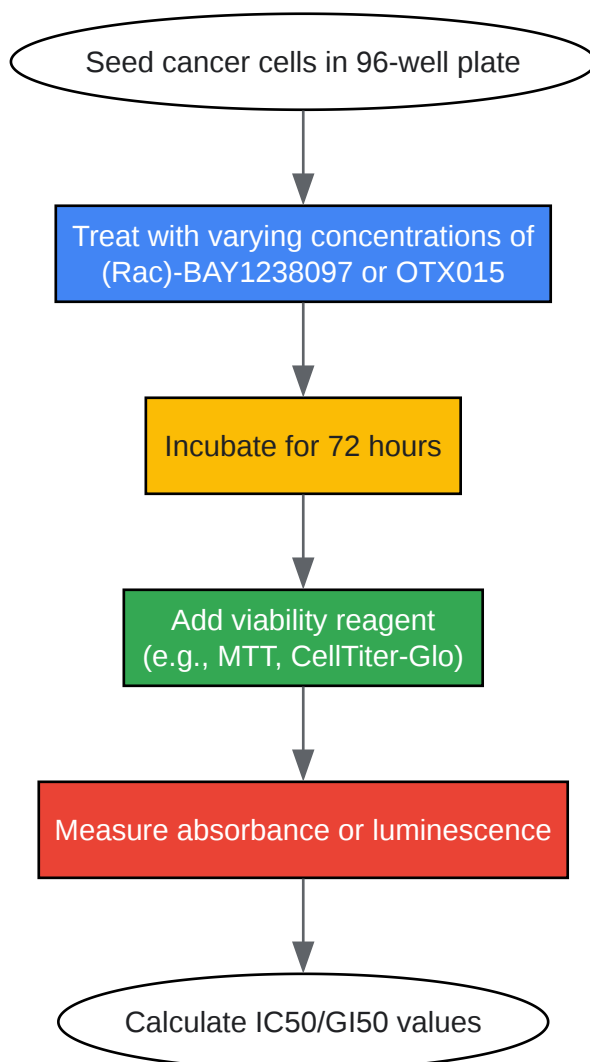 Seed cancer cells in 96-well plate
Treat with varying concentrations of
(Rac)-BAY1238097 or OTX015
Incubate for 72 hours
Add viability reagent
(e.g., MTT, CellTiter-Glo)
Measure absorbance or luminescence
Calculate IC50/GI50 values